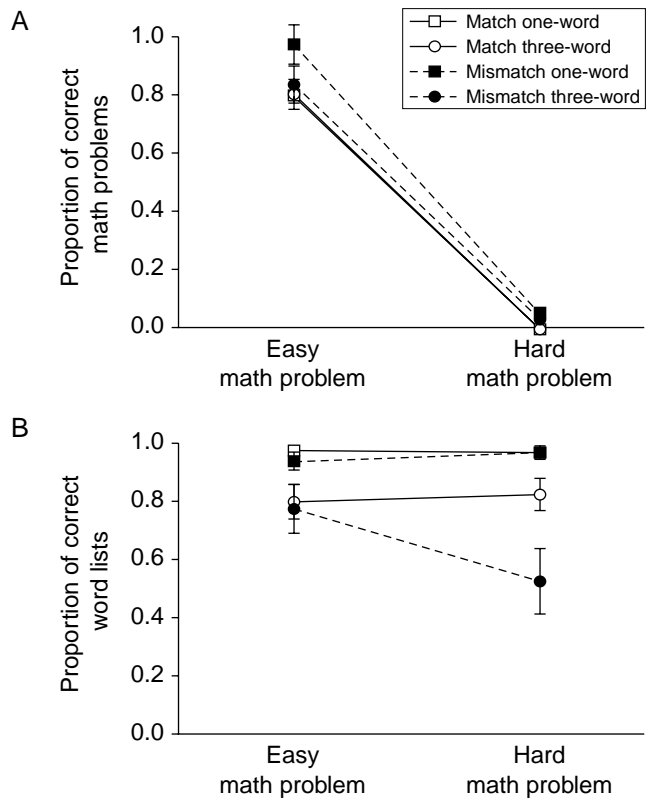 A
Match one-word
Match three-word
Mismatch one-word
Mismatch three-word
Proportion of correct
math problems
1.0
0.8
0.6
0.4
0.2
0.0
Easy
math problem
Hard
math problem
B
Proportion of correct
word lists
1.0
0.8
0.6
0.4
0.2
0.0
Easy
math problem
Hard
math problem